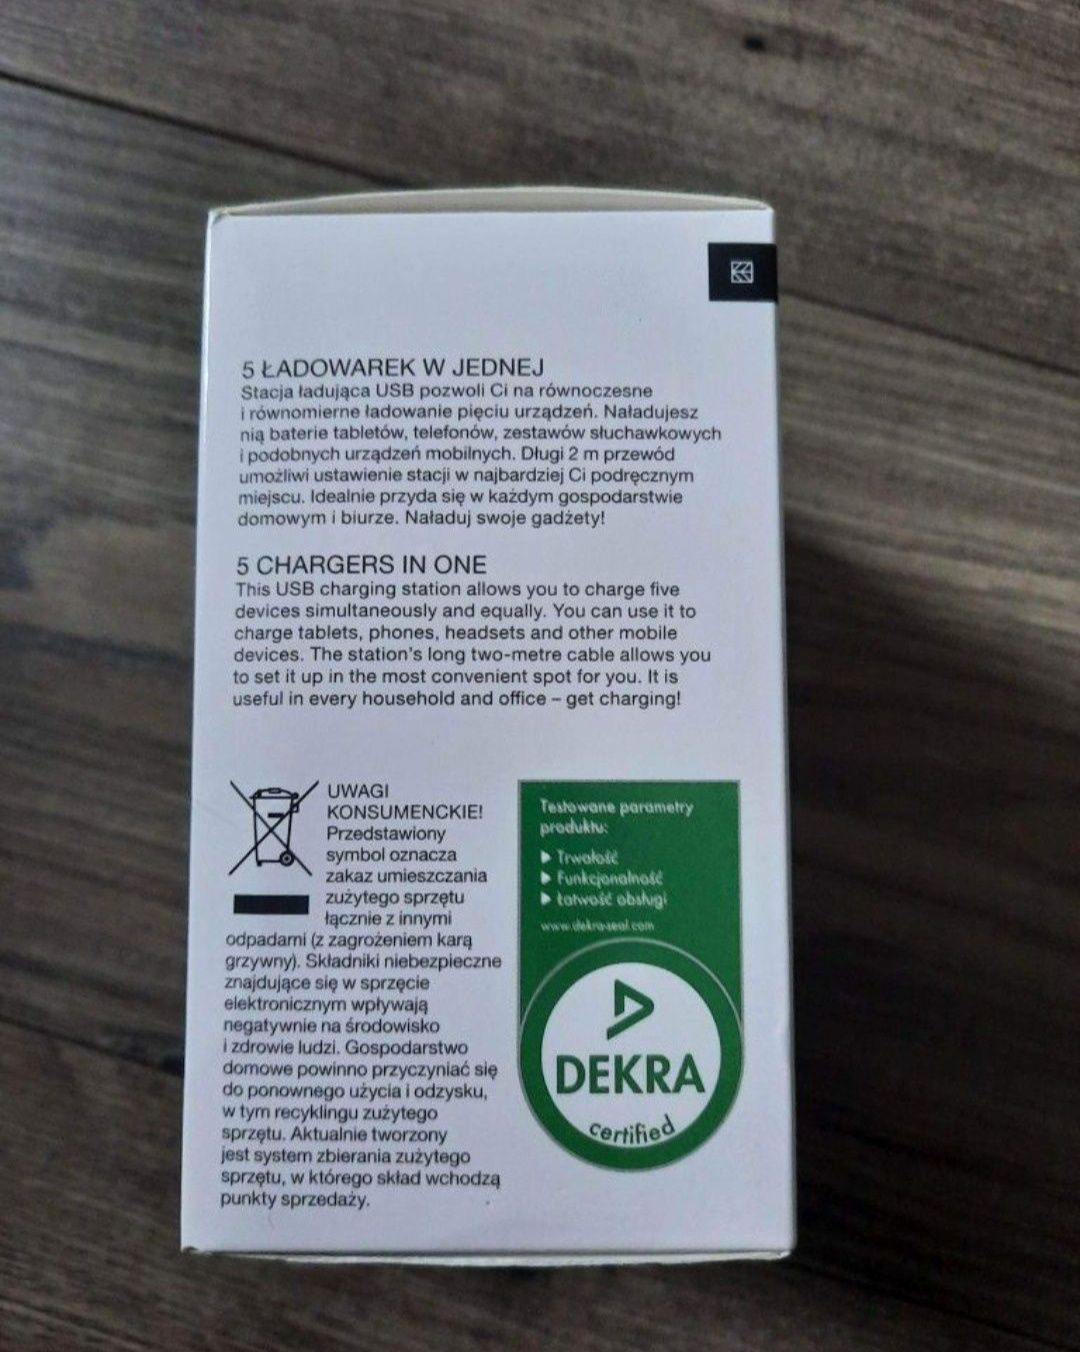 5 ŁADOWAREK W JEDNEJ
Stacja ładująca USB pozwoli Ci na równoczesne
i równomierne ładowanie pięciu urządzeń. Naładujesz
nią baterie tabletów, telefonów, zestawów słuchawkowych
i podobnych urządzeń mobilnych. Długi 2 m przewód
umożliwi ustawienie stacji w najbardziej Ci podręcznym
miejscu. Idealnie przyda się w każdym gospodarstwie
domowym i biurze. Naładuj swoje gadżety!
5 CHARGERS IN ONE
This USB charging station allows you to charge five
devices simultaneously and equally. You can use it to
charge tablets, phones, headsets and other mobile
devices. The station's long two-metre cable allows you
to set it up in the most convenient spot for you. It is
useful in every household and office – get charging!
UWAGI
KONSUMENCKIE!
Przedstawiony
symbol oznacza
zakaz umieszczania
zużytego sprzętu
łącznie z innymi
odpadami (z zagrożeniem karą
grzywny). Składniki niebezpieczne
znajdujące się w sprzęcie
elektronicznym wpływają
negatywnie na środowisko
i zdrowie ludzi. Gospodarstwo
domowe powinno przyczyniać się
do ponownego użycia i odzysku,
w tym recyklingu zużytego
sprzętu. Aktualnie tworzony
jest system zbierania zużytego
sprzętu, w którego skład wchodzą
punkty sprzedaży.
Testowane parametry
produktu:
Trwałość
Funkcjonalność
Łatwość obsługi
www.dekra-seal.com
DEKRA
certified